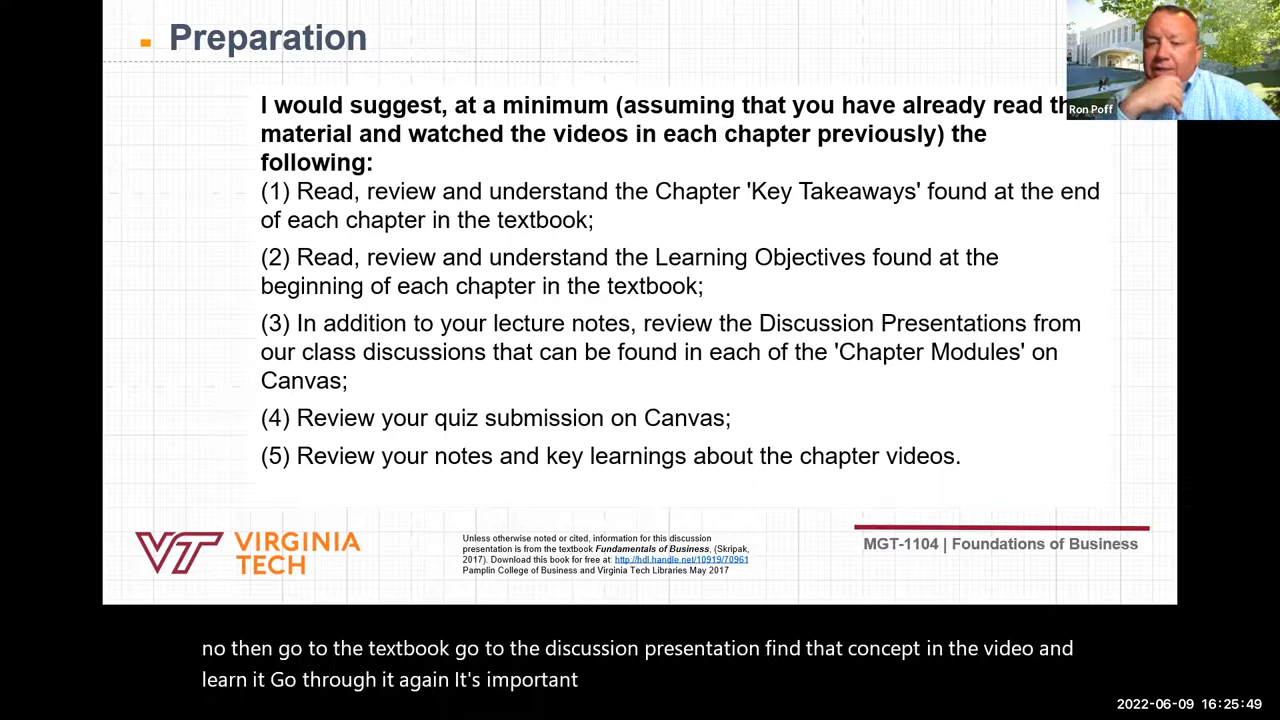 Preparation
I would suggest, at a minimum (assuming that you have already read
material and watched the videos in each chapter previously) the
following:
(1) Read, review and understand the Chapter 'Key Takeaways' found at the end
of each chapter in the textbook;
(2) Read, review and understand the Learning Objectives found at the
beginning of each chapter in the textbook;
(3) In addition to your lecture notes, review the Discussion Presentations from
our class discussions that can be found in each of the 'Chapter Modules' on
Canvas;
(4) Review your quiz submission on Canvas;
(5) Review your notes and key learnings about the chapter videos.
Ron Poff
VT VIRGINIA
TECH
Unless otherwise noted or cited, information for this discussion
presentation is from the textbook Fundamentals of Business, (Skripak,
2017). Download this book for free at: http://hdl.handle.net/10919/70961
Pamplin College of Business and Virginia Tech Libraries May 2017
MGT-1104 | Foundations of Business
no then go to the textbook go to the discussion presentation find that concept in the video and
learn it Go through it again It's important
2022-06-09 16:25:49